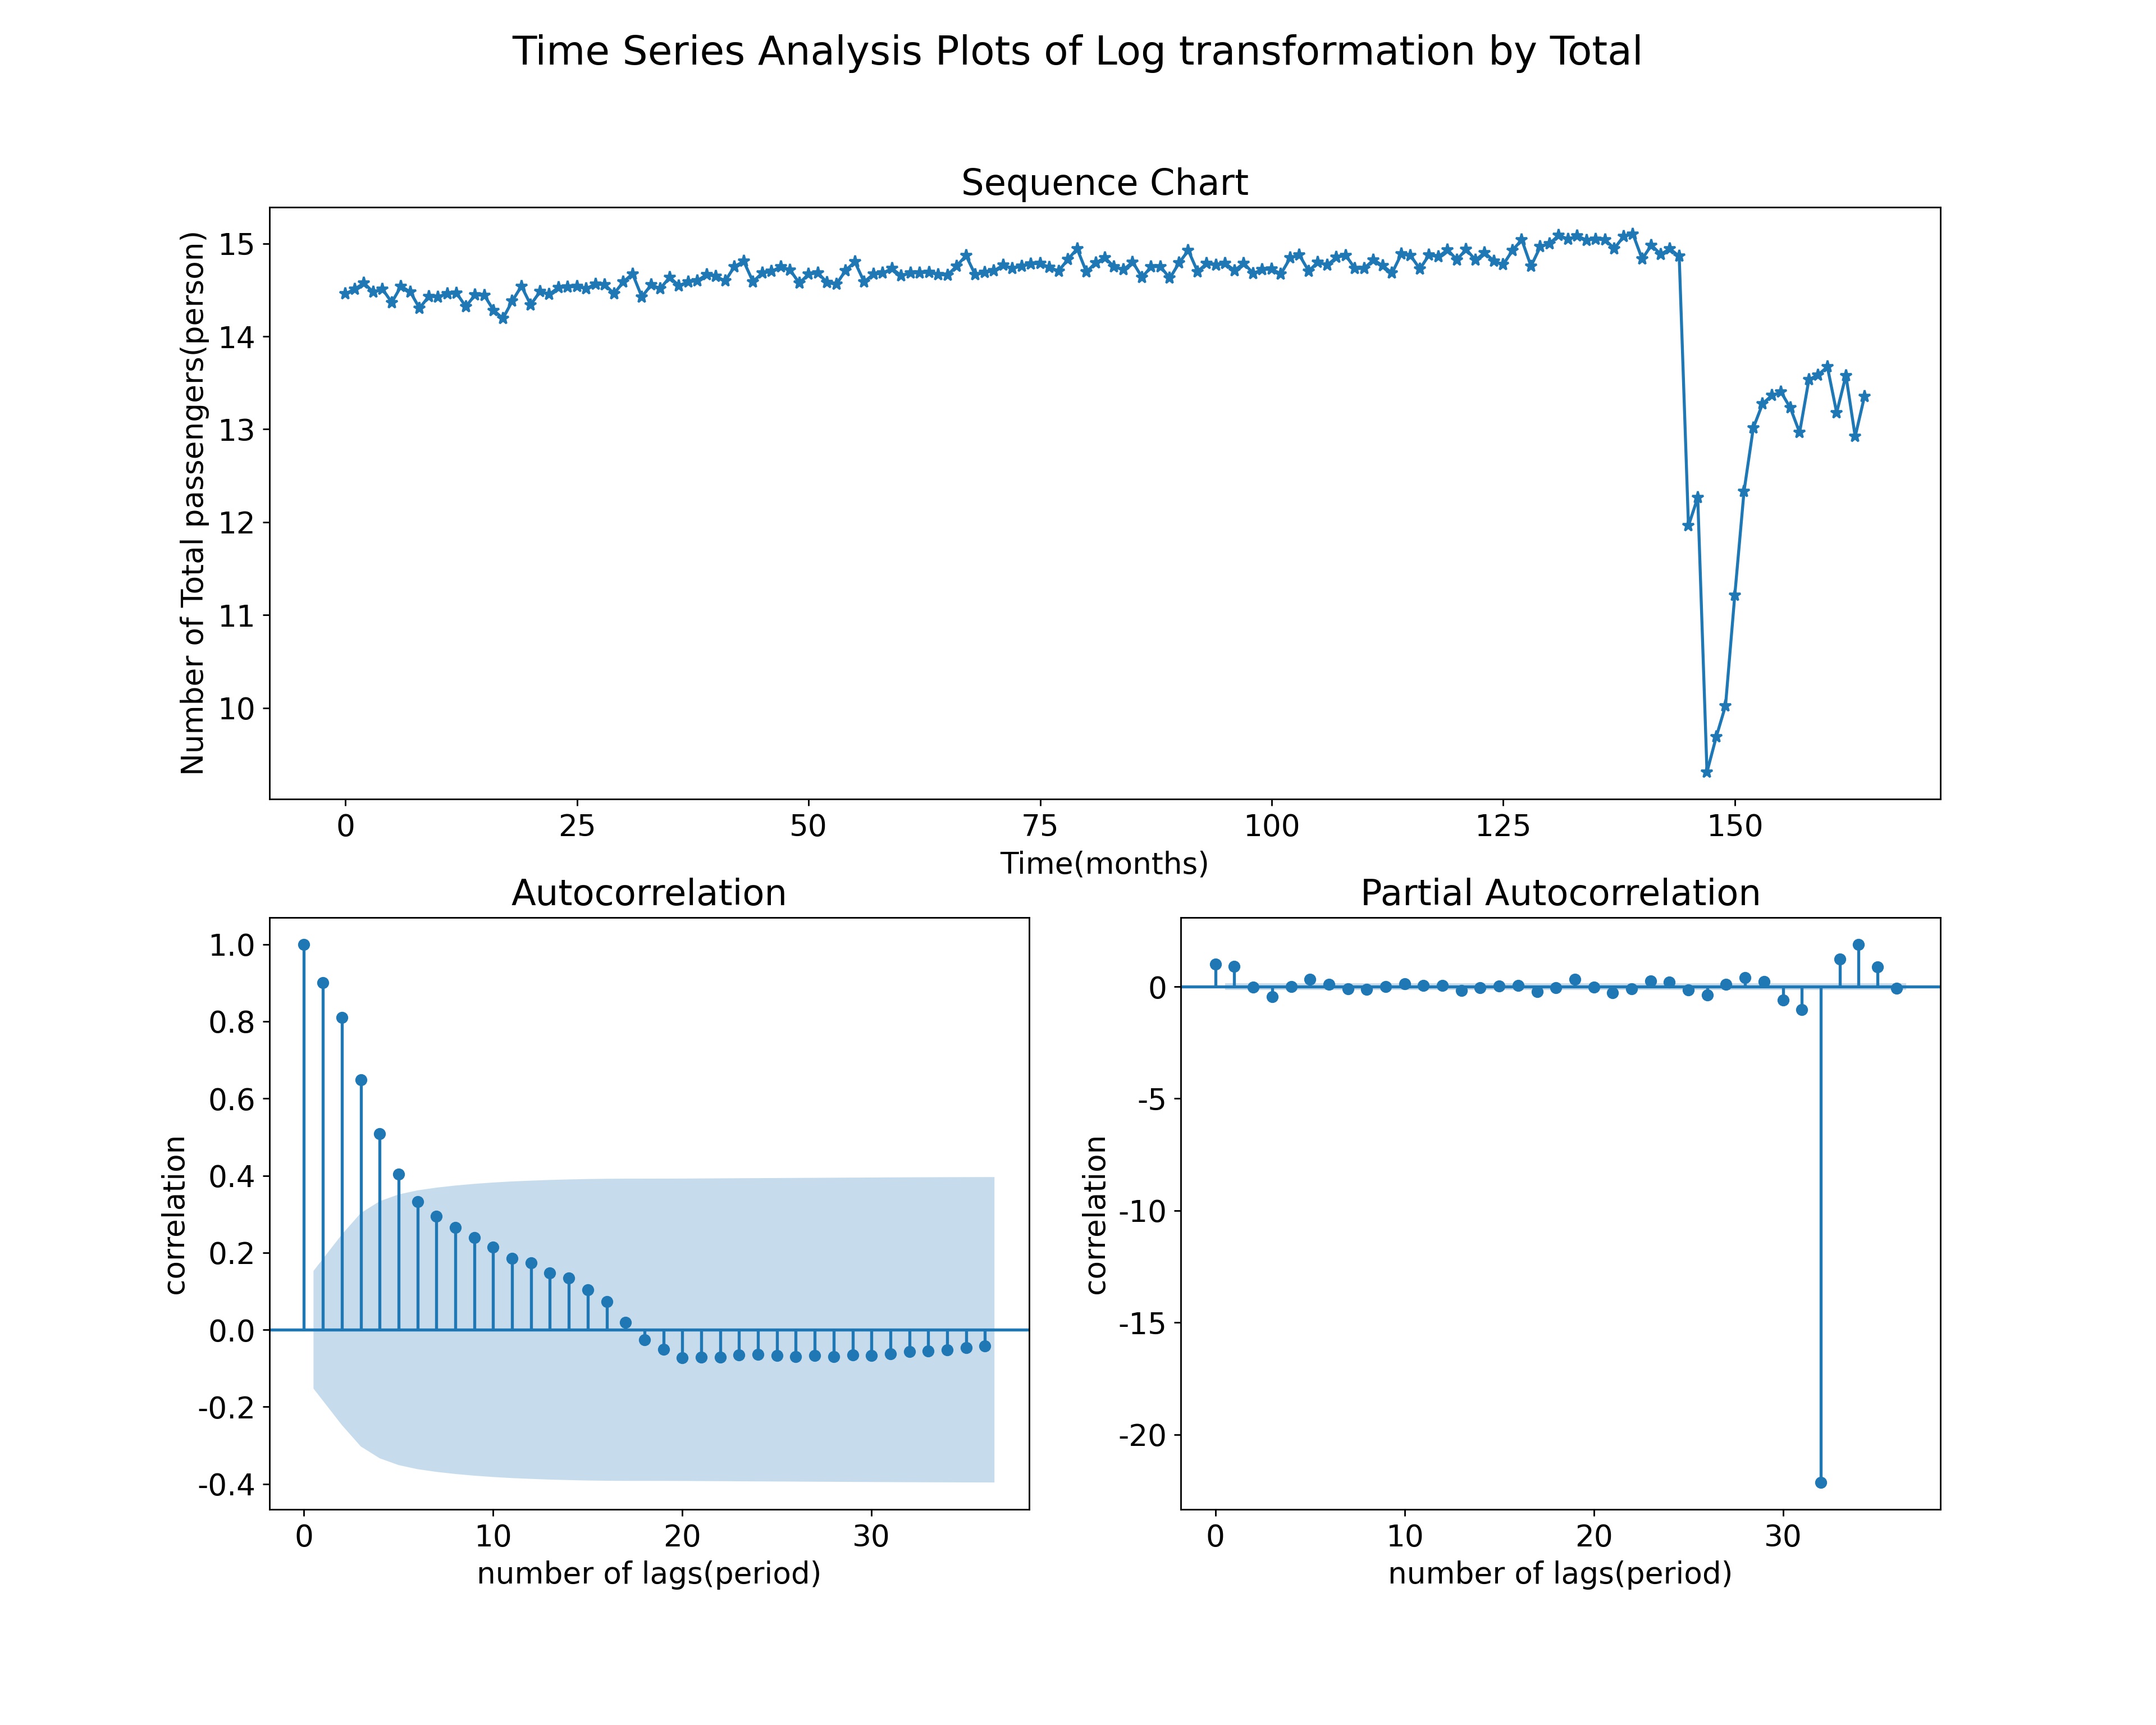 Time Series Analysis Plots of Log transformation by Total
Sequence Chart
Number of Total passengers(person)
15
14
13
12
11
10
0 25 50 75 100 125 150
Time(months)
Autocorrelation
correlation
1.0
0.8
0.6
0.4
0.2
0.0
-0.2
-0.4
0 10 20 30
number of lags(period)
Partial Autocorrelation
correlation
0
-5
-10
-15
-20
0 10 20 30
number of lags(period)